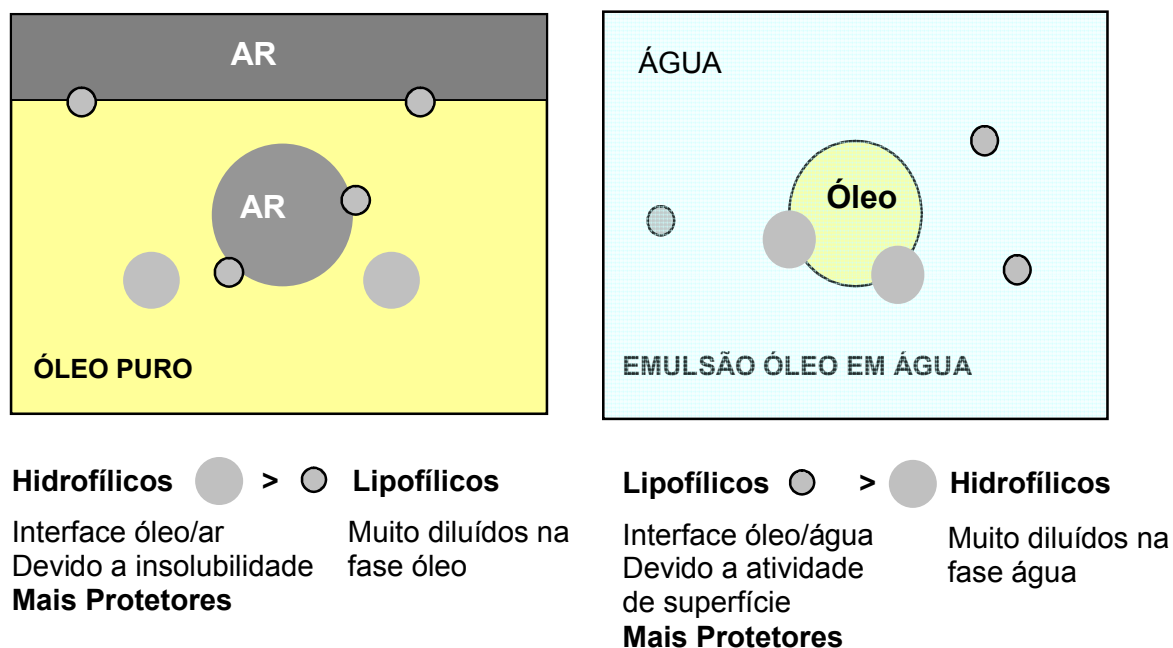 AR
AR
ÓLEO PURO
Hidrofílicos > Lipofílicos
Interface óleo/ar
Devido a insolubilidade
Mais Protetores
Muito diluídos na
fase óleo
ÁGUA
Óleo
EMULSÃO ÓLEO EM ÁGUA
Lipofílicos > Hidrofílicos
Interface óleo/água
Devido a atividade
de superfície
Mais Protetores
Muito diluídos na
fase água